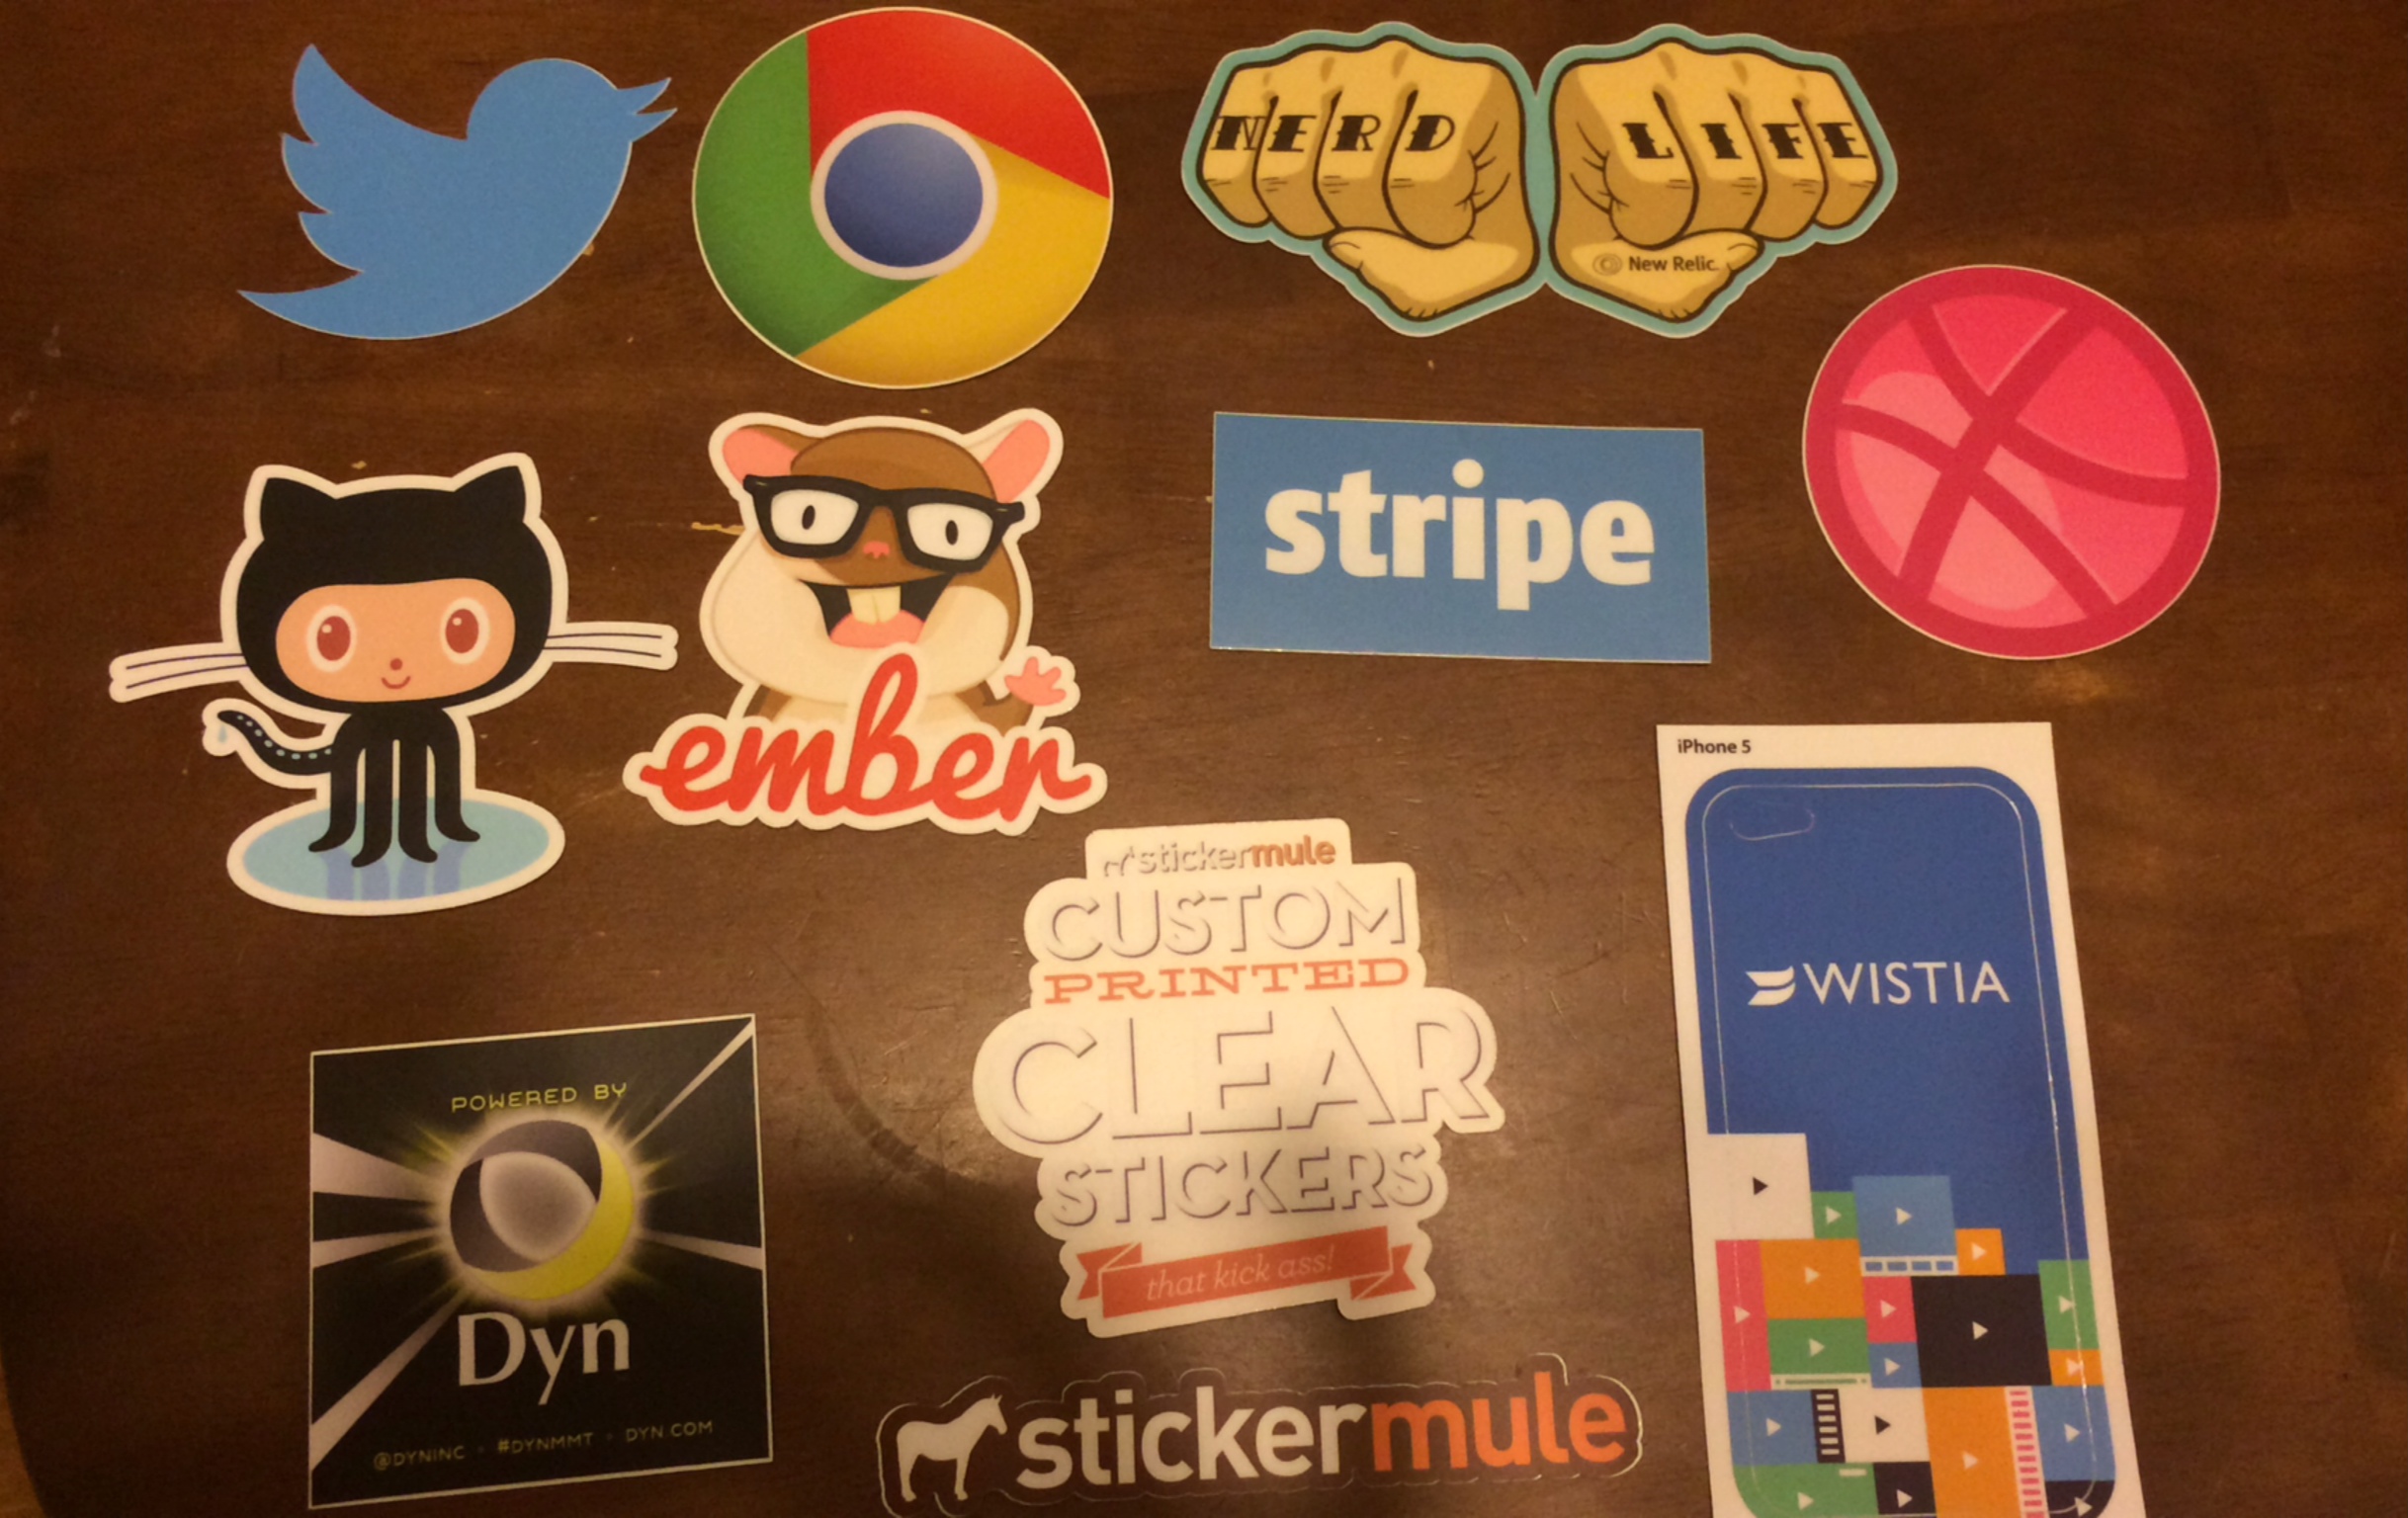 NERD LIFE
© New Relic.
stripe
ember
iPhone 5
WISTIA
stickermule
CUSTOM
PRINTED
CLEAR
STICKERS
that kick ass!
POWERED BY
Dyn
@DYNINC • #DYNMMT • DYN.COM
stickermule